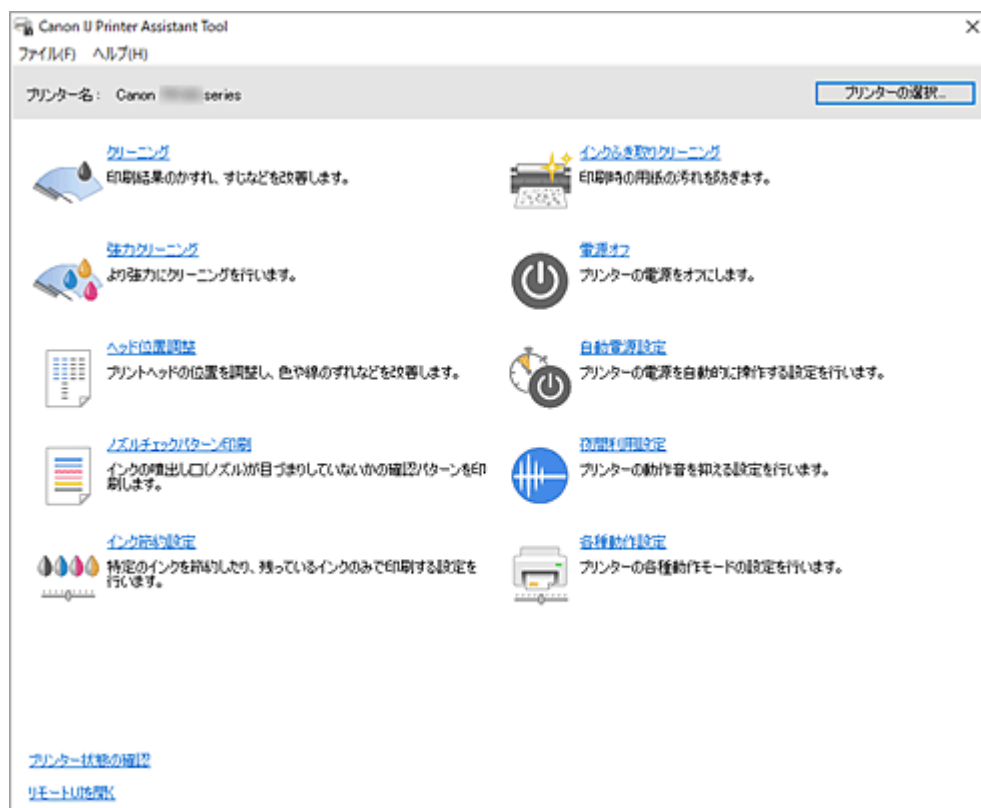 Canon IJ Printer Assistant Tool
ファイル(F) ヘルプ(H)
プリンター名： Canon series
プリンターの選択...
クリーニング
印刷結果のかすれ、すじなどを改善します。
インクふき取りクリーニング
印刷時の用紙の汚れを防ぎます。
強力クリーニング
より強力にクリーニングを行います。
電源オフ
プリンターの電源をオフにします。
ヘッド位置調整
プリントヘッドの位置を調整し、色や線のずれなどを改善します。
自動電源設定
プリンターの電源を自動的に操作する設定を行います。
ノズルチェックパターン印刷
インクの噴出し口(ノズル)が目づまりしていないかの確認パターンを印
刷します。
夜間利用設定
プリンターの動作音を抑える設定を行います。
インク節約設定
特定のインクを節約したり、残っているインクのみで印刷する設定を
行います。
各種動作設定
プリンターの各種動作モードの設定を行います。
プリンター状態の確認
リモートUIを開く